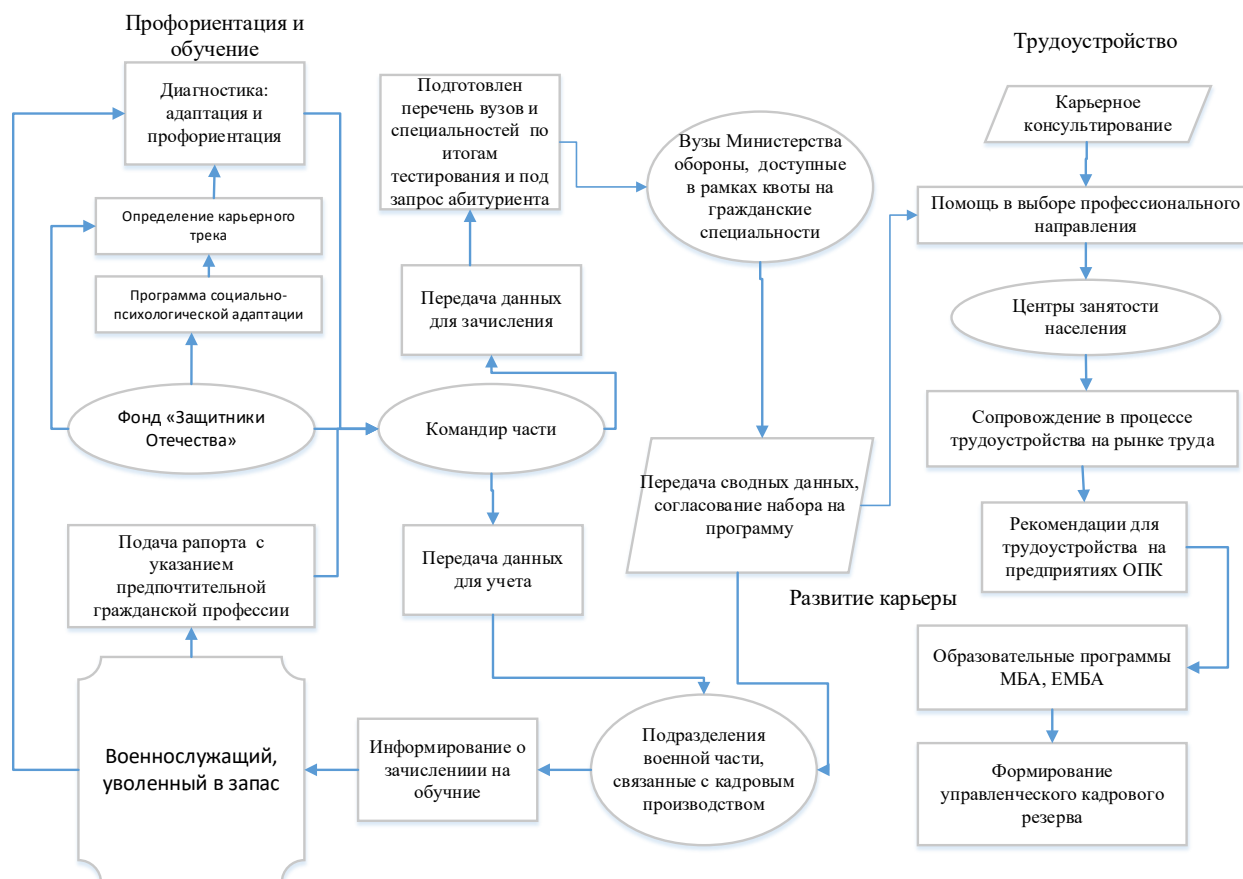 Профориентация и
обучение
Диагностика:
адаптация и
профориентация
Определение карьерного
трека
Программа социально-
психологической адаптации
Фонд «Защитники
Отечества»
Подача рапорта с
указанием
предпочтительной
гражданской профессии
Военнослужащий,
уволенный в запас
Подготовлен
перечень вузов и
специальностей по
итогам
тестирования и под
запрос абитуриента
Передача данных
для зачисления
Командир части
Передача данных
для учета
Информирование о
зачислениии на
обучние
Вузы Министерства
обороны, доступные
в рамках квоты на
гражданские
специальности
Передача сводных данных,
согласование набора на
программу
Подразделения
военной части,
связанные с кадровым
производством
Трудоустройство
Карьерное
консультирование
Помощь в выборе профессионального
направления
Центры занятости
населения
Сопровождение в процессе
трудоустройства на рынке труда
Рекомендации для
трудоустройства на
предприятиях ОПК
Развитие карьеры
Образовательные программы
МБА, ЕМБА
Формирование
управленческого кадрового
резерва